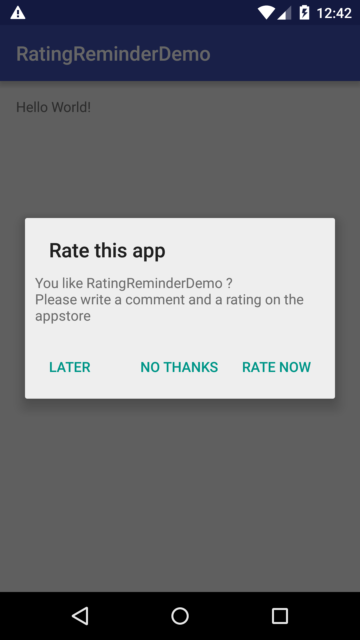 12:42
RatingReminderDemo
Hello World!
Rate this app
You like RatingReminderDemo ?
Please write a comment and a rating on the
appstore
LATER NO THANKS RATE NOW